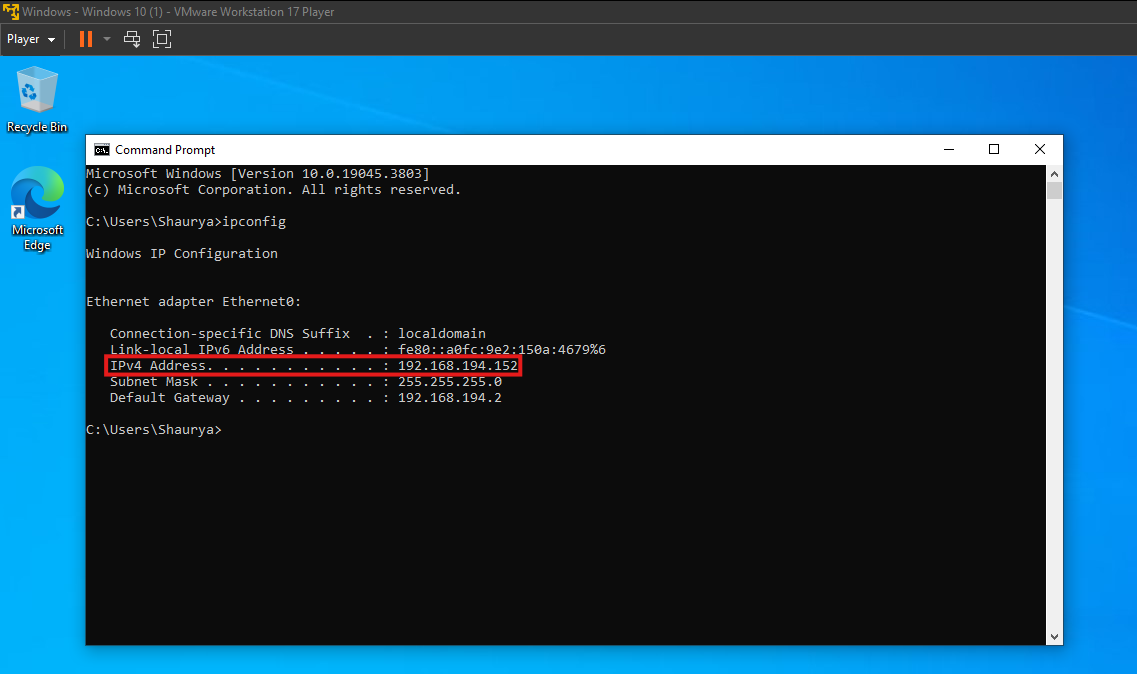 Windows - Windows 10 (1) - VMware Workstation 17 Player
Player
Recycle Bin
Microsoft
Edge
Command Prompt
Microsoft Windows [Version 10.0.19045.3803]
(c) Microsoft Corporation. All rights reserved.
C:\Users\Shaurya>ipconfig
Windows IP Configuration
Ethernet adapter Ethernet0:
Connection-specific DNS Suffix  . : localdomain
Link-local IPv6 Address . . . . . : fe80::a0fc:9e2:150a:4679%6
IPv4 Address. . . . . . . . . . . : 192.168.194.152
Subnet Mask . . . . . . . . . . . : 255.255.255.0
Default Gateway . . . . . . . . . : 192.168.194.2
C:\Users\Shaurya>